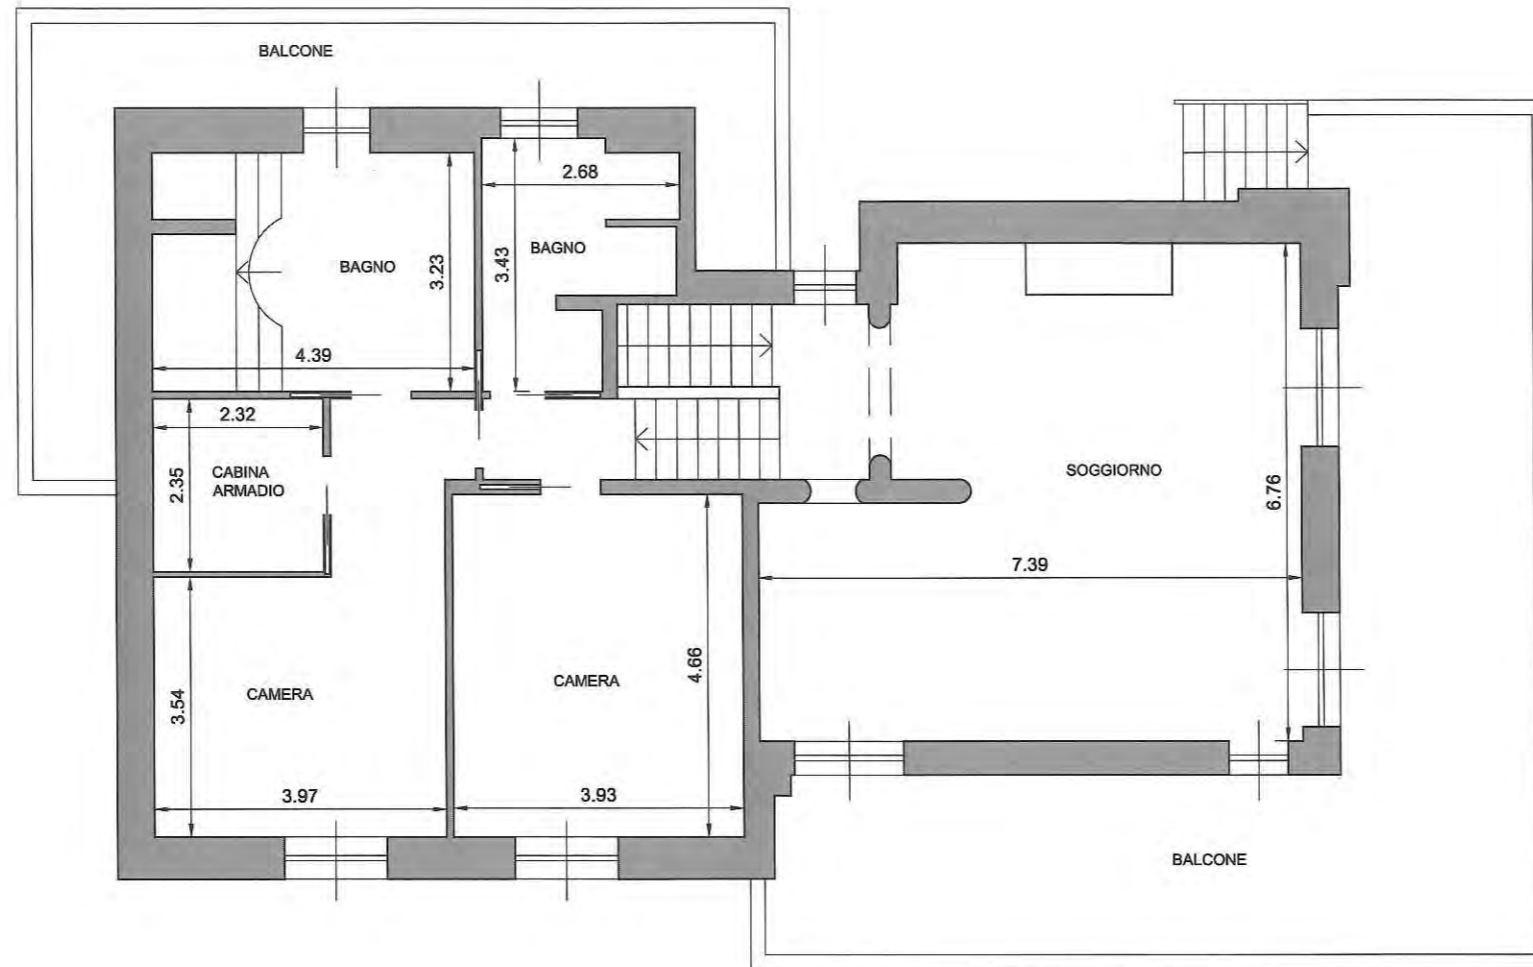 BALCONE
2.68
BAGNO
3.23
3.43
BAGNO
4.39
2.32
CABINA
ARMADIO
2.35
SOGGIORNO
6.76
7.39
CAMERA
3.54
3.97
CAMERA
4.66
3.93
BALCONE